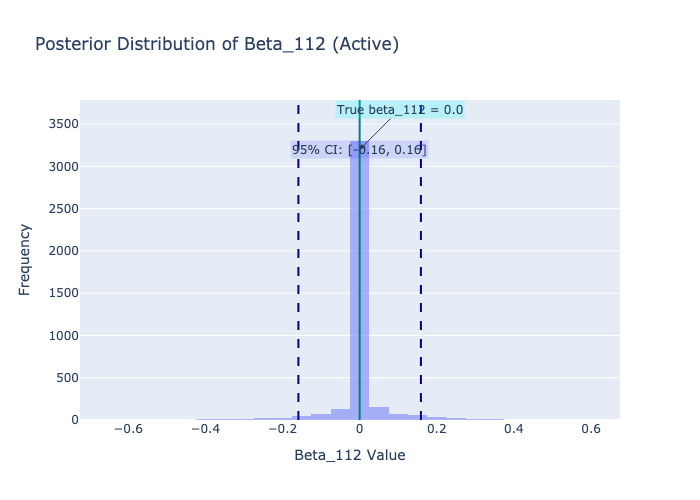 Posterior Distribution of Beta_112 (Active)
True beta_112 = 0.0
95% CI: [-0.16, 0.16]
3500
3000
2500
2000
1500
1000
500
0
Frequency
−0.6 −0.4 −0.2 0 0.2 0.4 0.6
Beta_112 Value